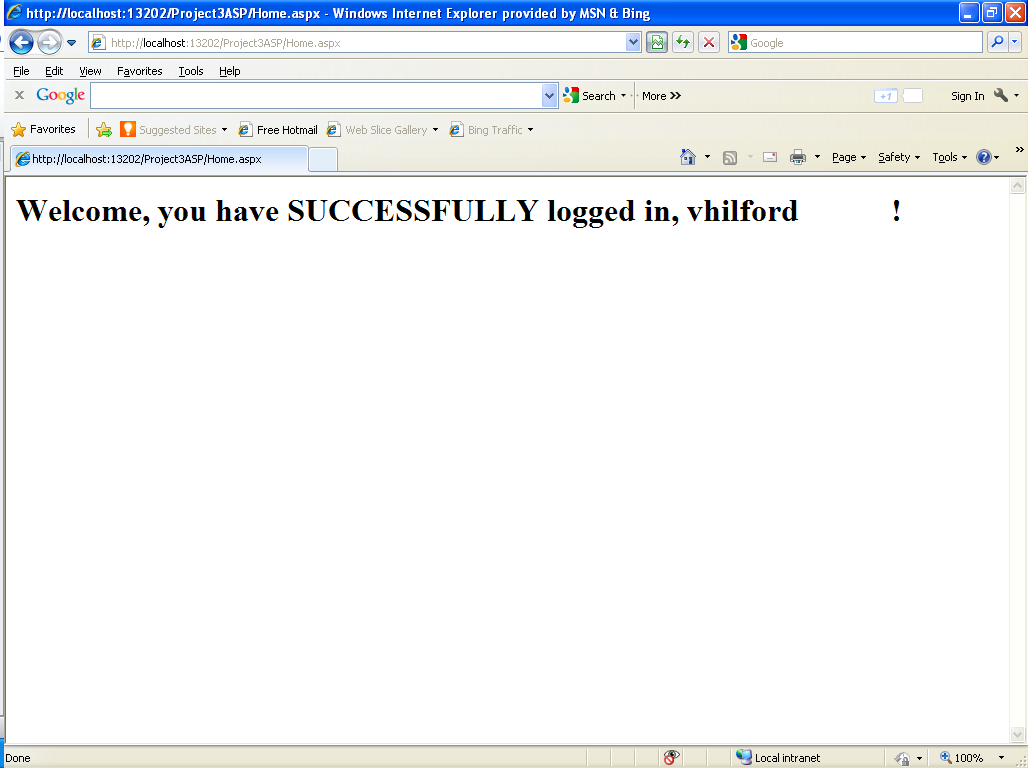 http://localhost:13202/Project3ASP/Home.aspx - Windows Internet Explorer provided by MSN & Bing
http://localhost:13202/Project3ASP/Home.aspx Google
File Edit View Favorites Tools Help
x Google Search More >> +1 Sign In
Favorites Suggested Sites Free Hotmail Web Slice Gallery Bing Traffic
http://localhost:13202/Project3ASP/Home.aspx Page Safety Tools >>
Welcome, you have SUCCESSFULLY logged in, vhilford !
Done Local intranet 100%